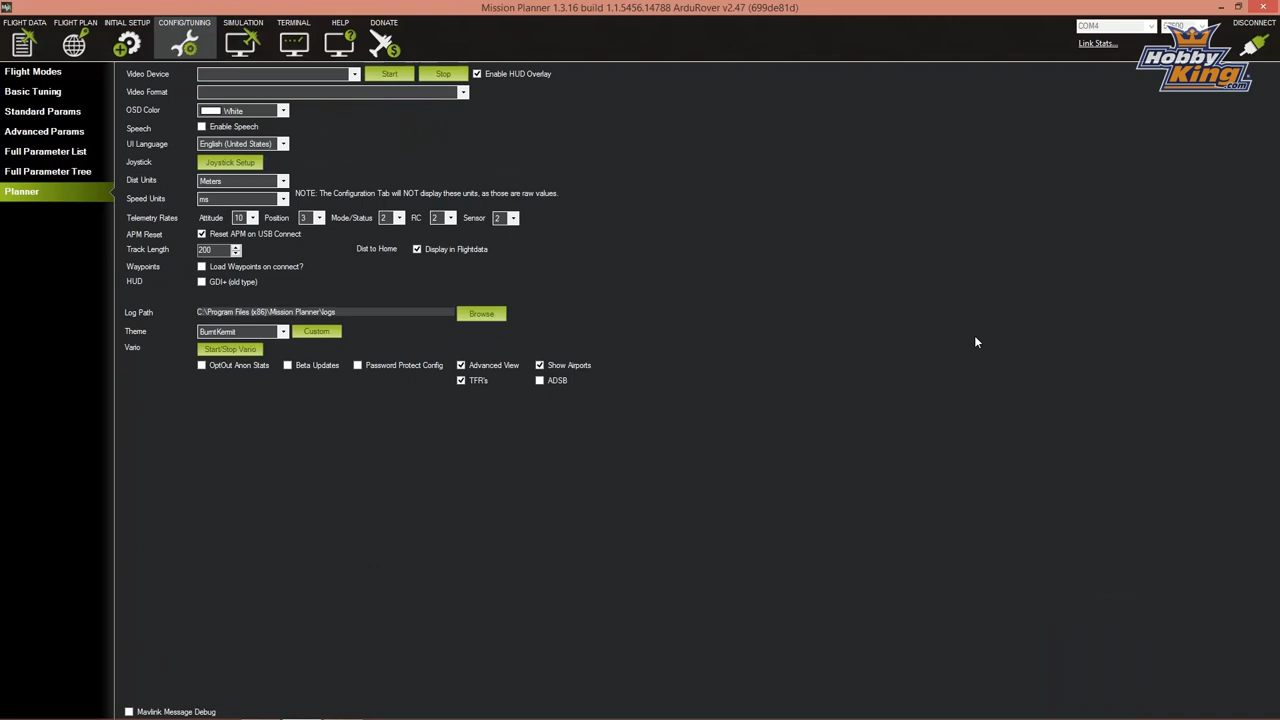 Mission Planner 1.3.16 build 1.1.5456.14788 ArduRover v2.47 (699de81d)
FLIGHT DATA FLIGHT PLAN INITIAL SETUP CONFIG/TUNING SIMULATION TERMINAL HELP DONATE
COM4 DISCONNECT
Link Stats...
HobbyKing.com
Flight Modes
Basic Tuning
Standard Params
Advanced Params
Full Parameter List
Full Parameter Tree
Planner
Video Device Start Stop Enable HUD Overlay
Video Format
OSD Color White
Speech Enable Speech
UI Language English (United States)
Joystick Joystick Setup
Dist Units Meters
NOTE: The Configuration Tab will NOT display these units, as those are raw values.
Speed Units ms
Telemetry Rates Attitude 10 Position 3 Mode/Status 2 RC 2 Sensor 2
APM Reset Reset APM on USB Connect
Track Length 200 Dist to Home Display in Flightdata
Waypoints Load Waypoints on connect?
HUD GDI+ (old type)
Log Path C:\Program Files (x86)\Mission Planner\logs Browse
Theme BurntKermit Custom
Vario Start/Stop Vario
OptOut Anon Stats Beta Updates Password Protect Config Advanced View Show Airports
TFR's ADSB
Mavlink Message Debug